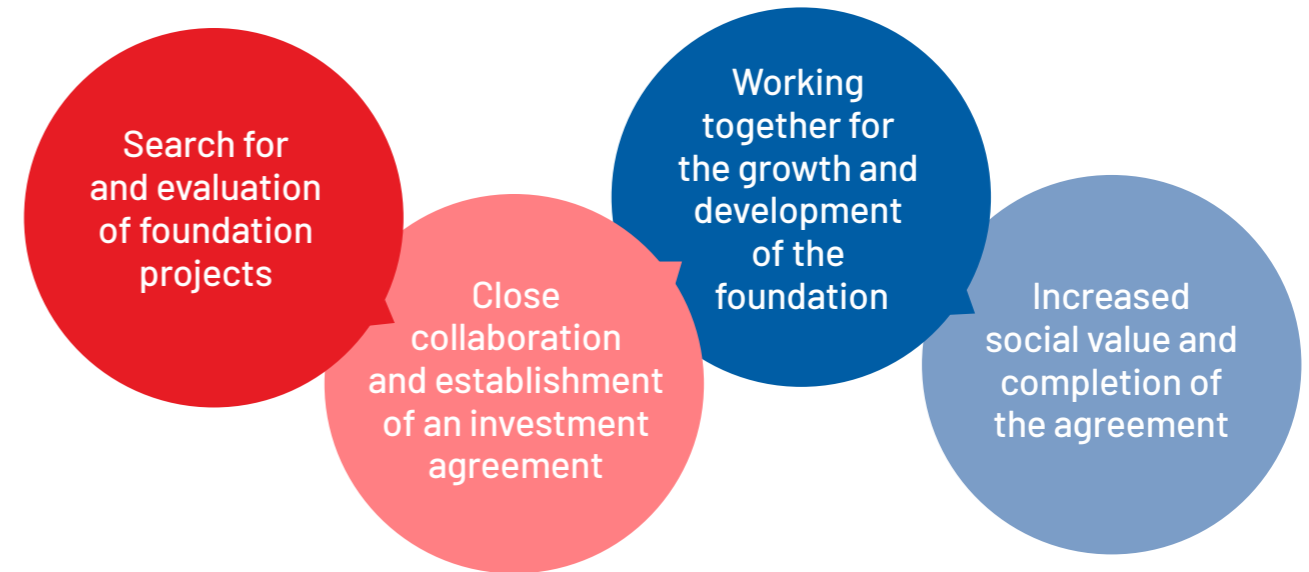 Search for
and evaluation
of foundation
projects
Close
collaboration
and establishment
of an investment
agreement
Working
together for
the growth and
development
of the
foundation
Increased
social value and
completion of
the agreement